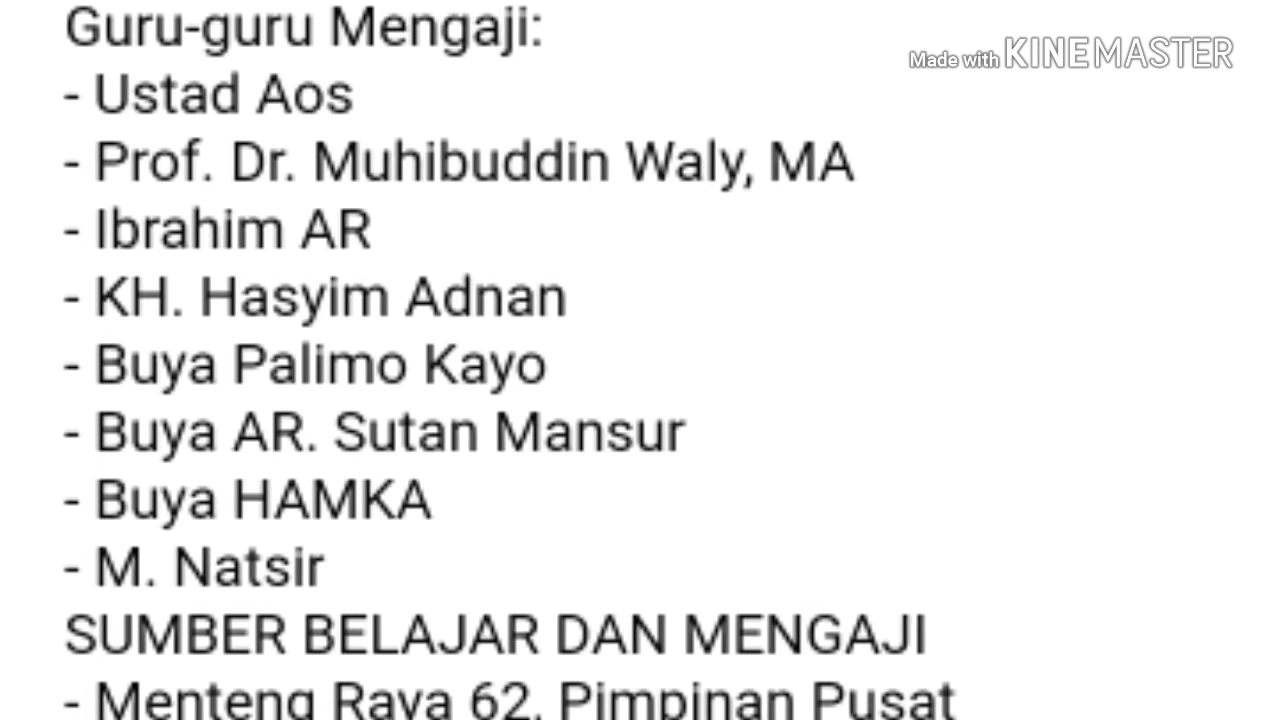 Guru-guru Mengaji:
Made with KINEMASTER
- Ustad Aos
- Prof. Dr. Muhibuddin Waly, MA
- Ibrahim AR
- KH. Hasyim Adnan
- Buya Palimo Kayo
- Buya AR. Sutan Mansur
- Buya HAMKA
- M. Natsir
SUMBER BELAJAR DAN MENGAJI
- Menteng Raya 62, Pimpinan Pusat